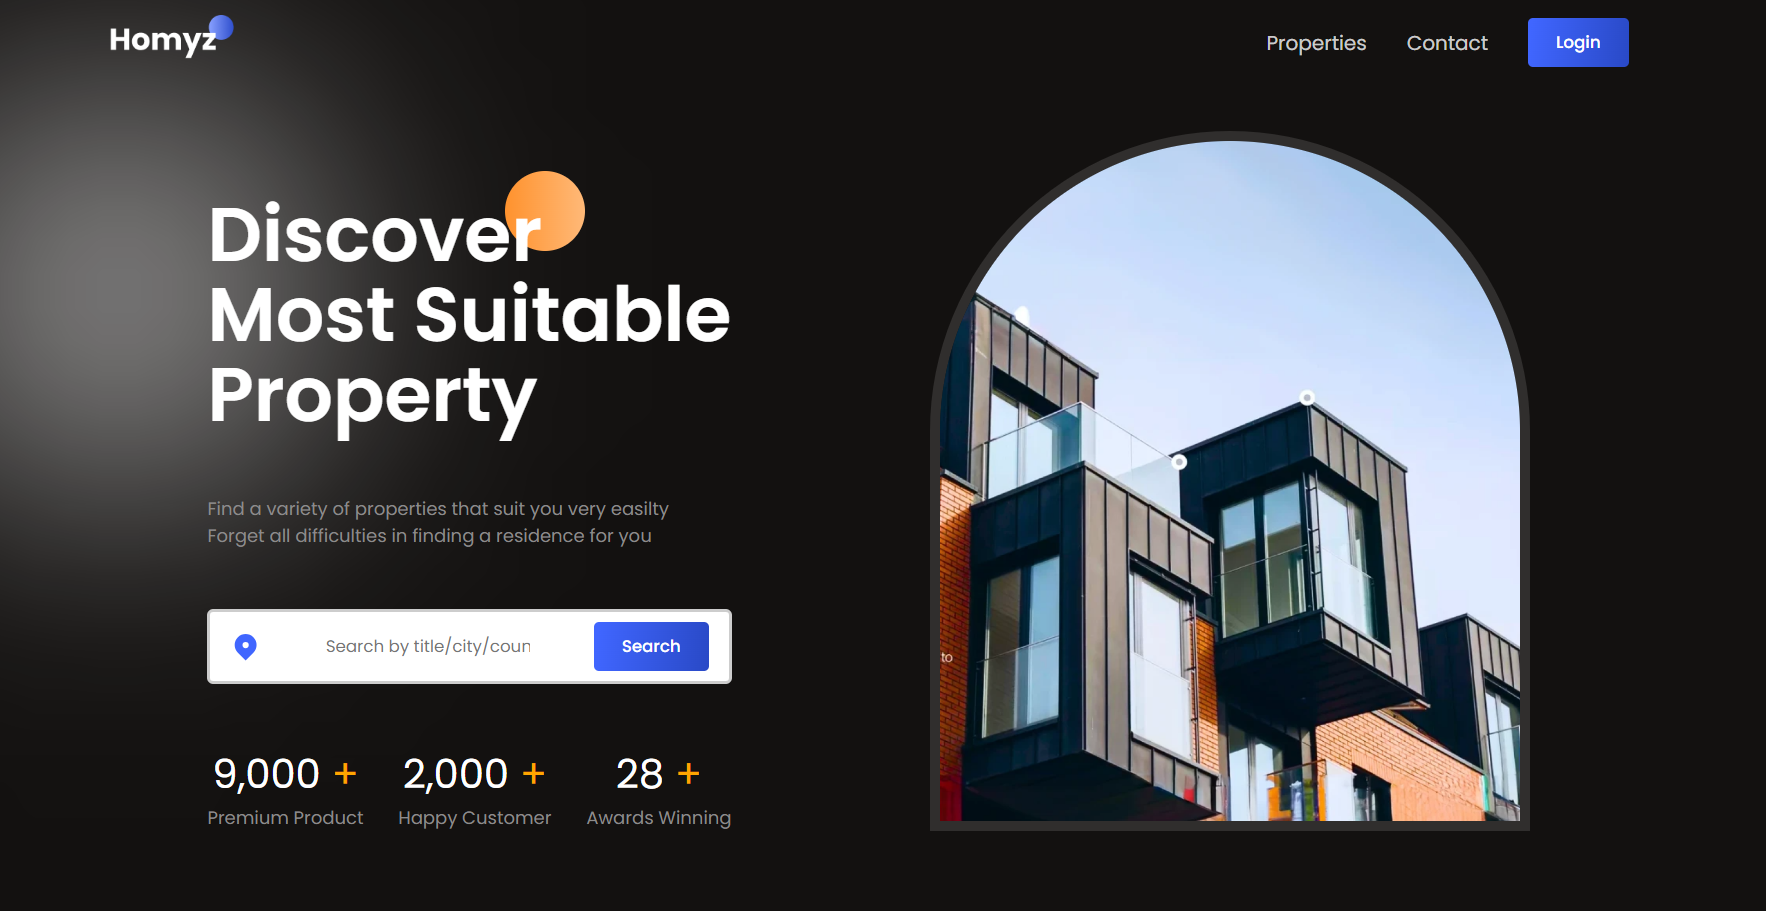 Homyz
Properties
Contact
Login
Discover
Most Suitable
Property
Find a variety of properties that suit you very easilty
Forget all difficulties in finding a residence for you
Search by title/city/coun
Search
9,000 +
2,000 +
28 +
Premium Product
Happy Customer
Awards Winning
to